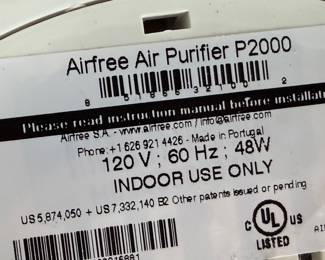 Airfree Air Purifier P2000
Please read instruction manual before installat
Airfree S.A. - www.airfree.com / info@airfree.com
Phone:+1 626 921 4426 - Made in Portugal
120 V ; 60 Hz ; 48W
INDOOR USE ONLY
US 5,874,050 + US 7,332,140 B2 Other patents issued or pending
C UL US
LISTED